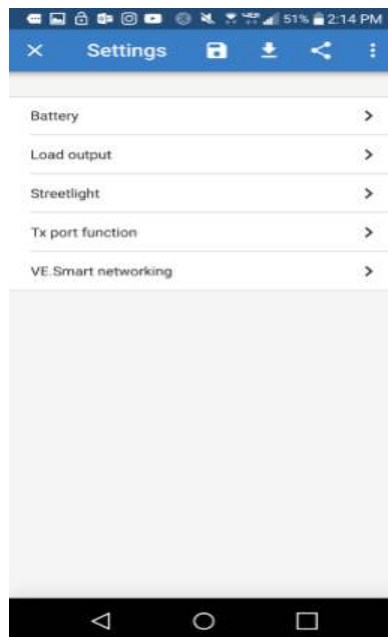 51% 2:14 PM
Settings
Battery
Load output
Streetlight
Tx port function
VE.Smart networking